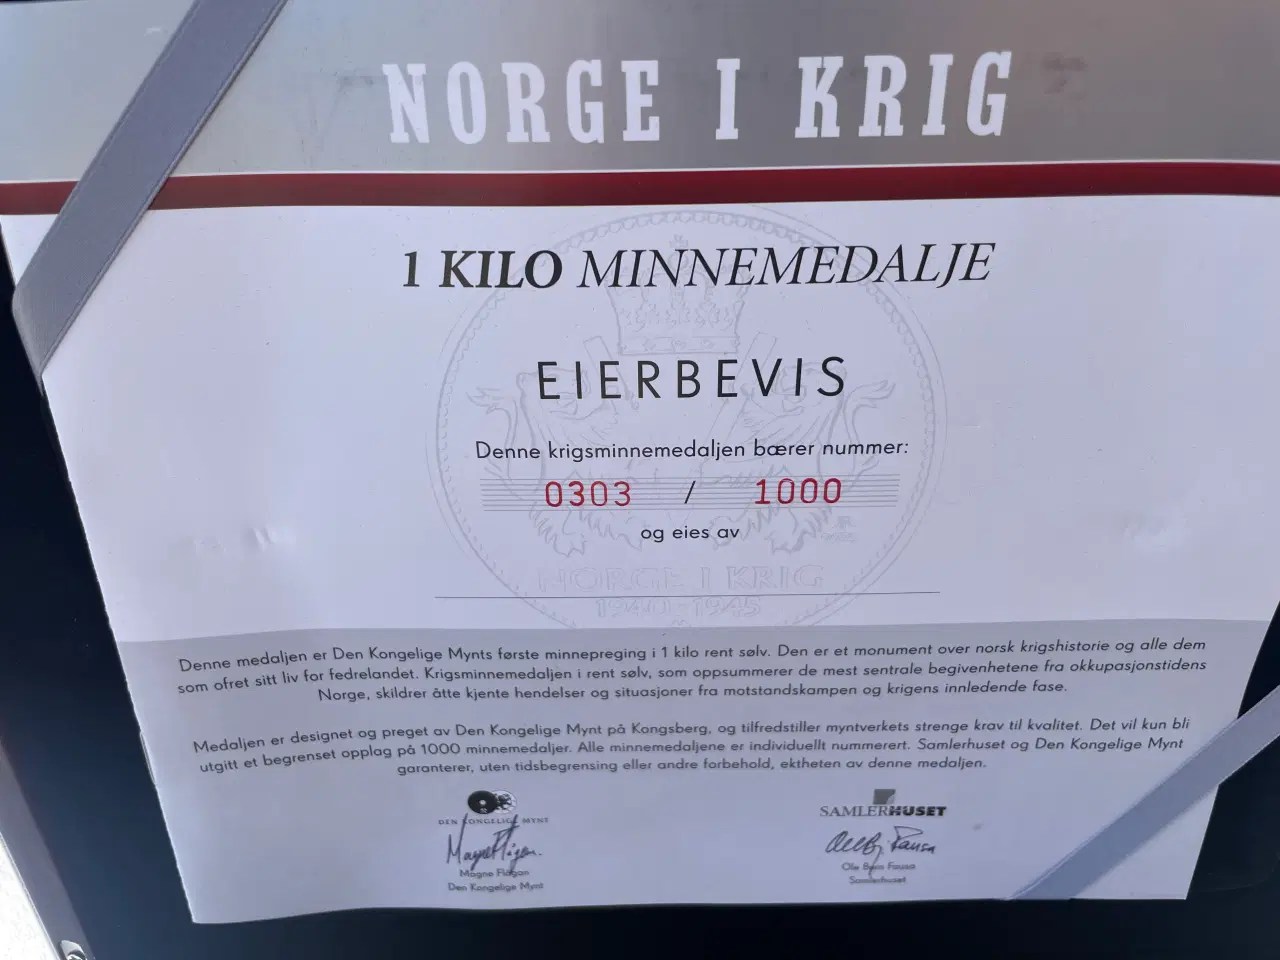 NORGE I KRIG
1 KILO MINNEMEDALJE
EIERBEVIS
Denne krigsminnemedaljen bærer nummer:
0303 / 1000
og eies av
NORGE I KRIG
1940-1945
Denne medaljen er Den Kongelige Mynts første minnepreging i 1 kilo rent sølv. Den er et monument over norsk krigshistorie og alle dem
som ofret sitt liv for fedrelandet. Krigsminnemedaljen i rent sølv, som oppsummerer de mest sentrale begivenhetene fra okkupasjonstidens
Norge, skildrer åtte kjente hendelser og situasjoner fra motstandskampen og krigens innledende fase.
Medaljen er designet og preget av Den Kongelige Mynt på Kongsberg, og tilfredstiller myntverkets strenge krav til kvalitet. Det vil kun bli
utgitt et begrenset opplag på 1000 minnemedaljer. Alle minnemedaljene er individuellt nummerert. Samlerhuset og Den Kongelige Mynt
garanterer, uten tidsbegrensing eller andre forbehold, ektheten av denne medaljen.
DEN KONGELIGE MYNT
Magne Flågan
Den Kongelige Mynt
SAMLERHUSET
Ole Bjørn Fausa
Samlerhuset